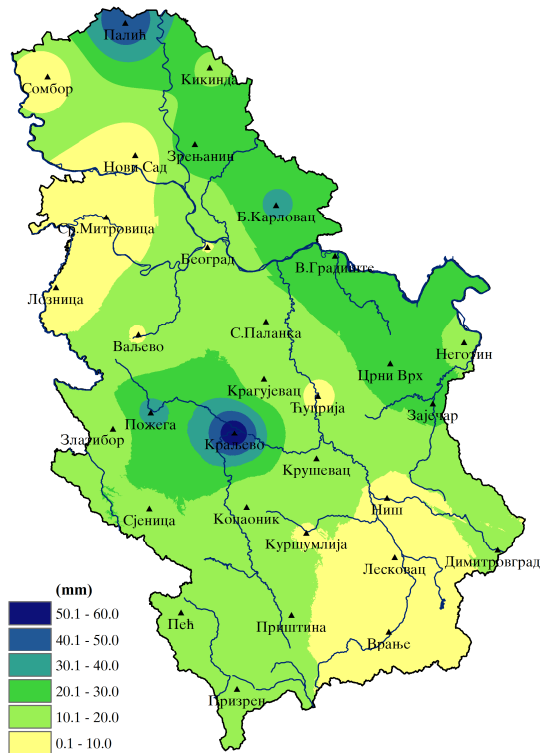 Палић
Кикинда
Сомбор
Зрењанин
Нови Сад
Б.Карловац
Ср.Митровица
Београд
В.Градиште
Лозница
С.Паланка
Ваљево
Неготин
Црни Врх
Крагујевац
Ћуприја
Зајечар
Пожега
Златибор
Краљево
Крушевац
Ниш
Сјеница
Копаоник
Куршумлија
Димитровград
Лесковац
(mm)
50.1 - 60.0
Пећ
Приштина
40.1 - 50.0
Врање
30.1 - 40.0
20.1 - 30.0
Призрен
10.1 - 20.0
0.1 - 10.0